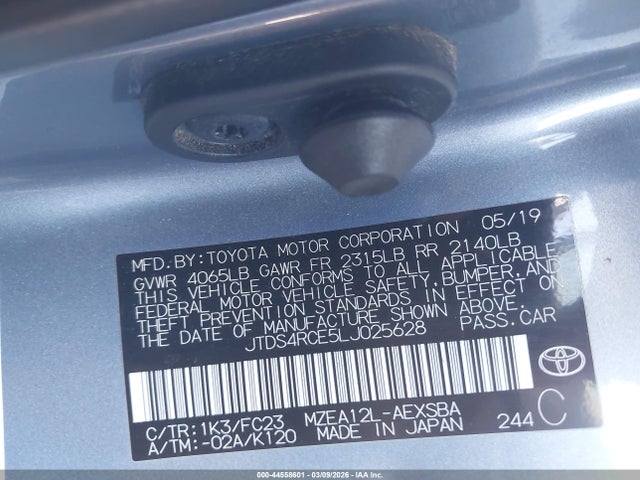 MFD.BY:TOYOTA MOTOR CORPORATION 05/19
GVWR 4065LB GAWR FR 2315LB RR 2140LB
THIS VEHICLE CONFORMS TO ALL APPLICABLE
FEDERAL MOTOR VEHICLE SAFETY,BUMPER,AND
THEFT PREVENTION STANDARDS IN EFFECT ON
THE DATE OF MANUFACTURE SHOWN ABOVE.
JTDS4RCE5LJ025628 PASS.CAR
C/TR:1K3/FC23 MZEA12L-AEXSBA
A/TM:-02A/K120 MADE IN JAPAN 244 C
000-44558601 - 03/09/2026 - IAA Inc.